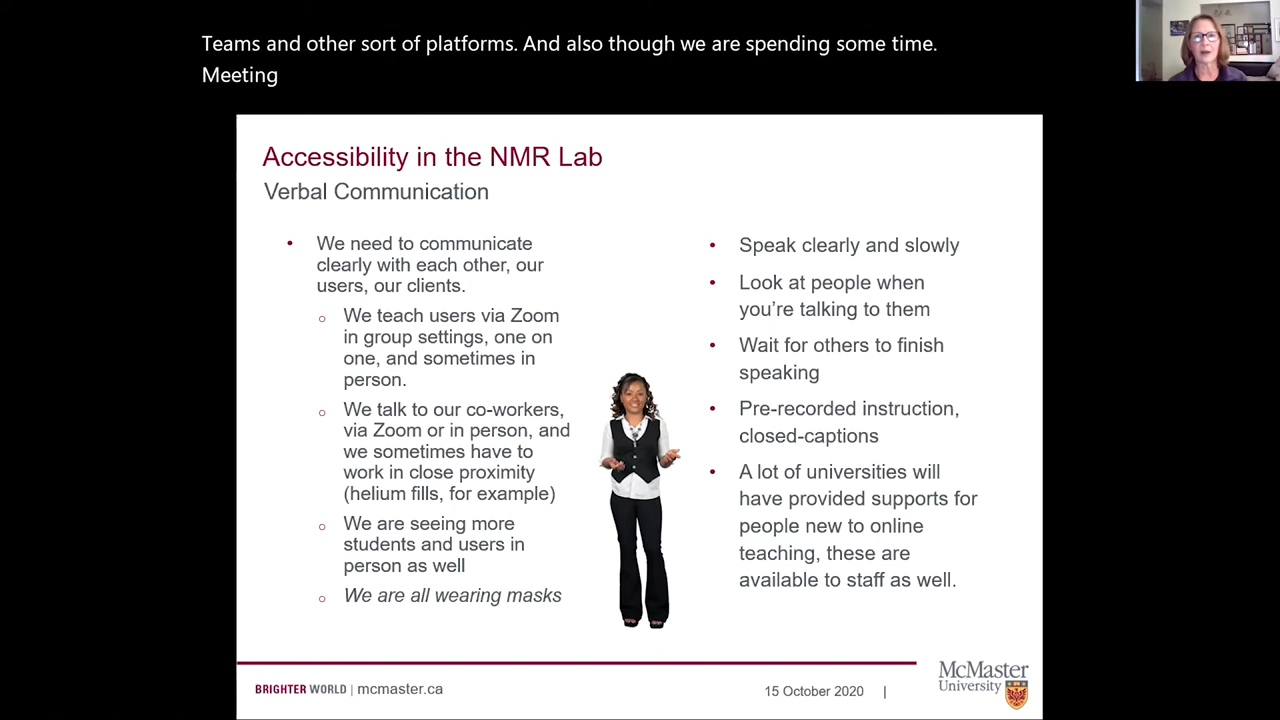 Teams and other sort of platforms. And also though we are spending some time.
Meeting
Accessibility in the NMR Lab
Verbal Communication
• We need to communicate
clearly with each other, our
users, our clients.
o We teach users via Zoom
in group settings, one on
one, and sometimes in
person.
o We talk to our co-workers,
via Zoom or in person, and
we sometimes have to
work in close proximity
(helium fills, for example)
o We are seeing more
students and users in
person as well
o We are all wearing masks
• Speak clearly and slowly
• Look at people when
you’re talking to them
• Wait for others to finish
speaking
• Pre-recorded instruction,
closed-captions
• A lot of universities will
have provided supports for
people new to online
teaching, these are
available to staff as well.
BRIGHTER WORLD | mcmaster.ca
15 October 2020 |
McMaster
University